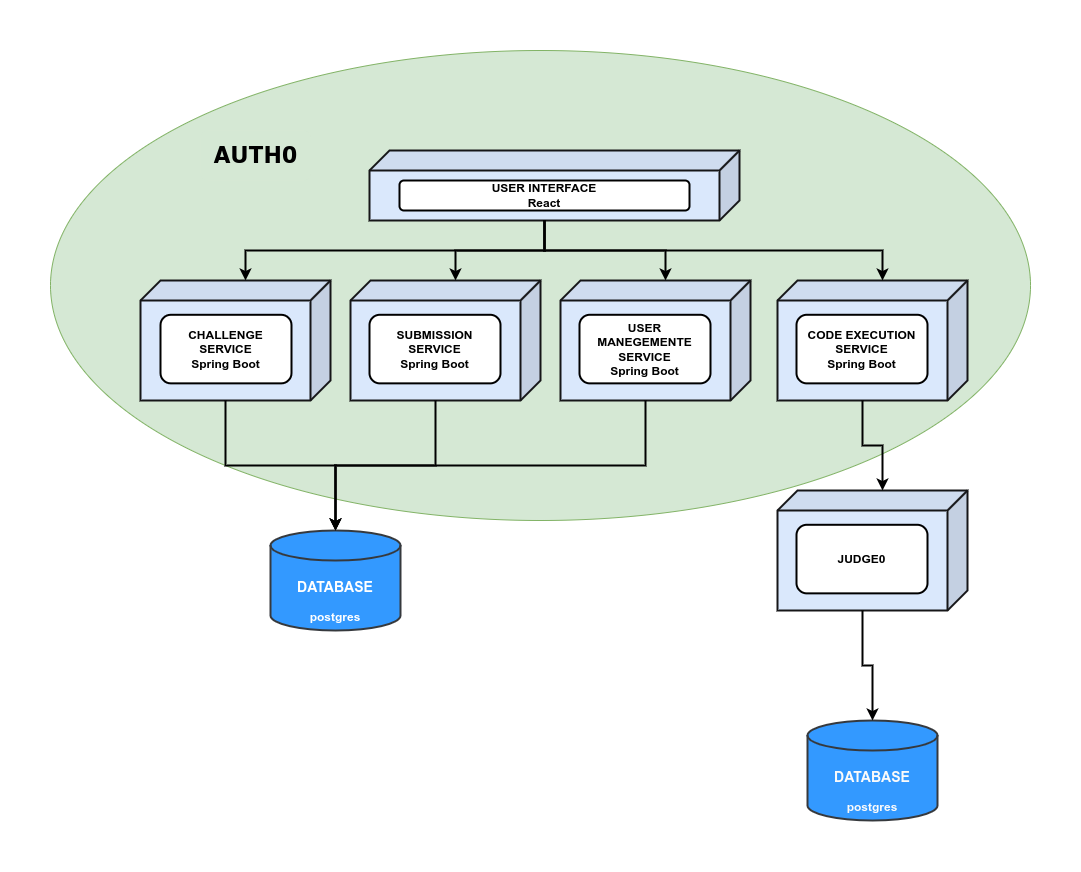 AUTH0
USER INTERFACE
React
CHALLENGE
SERVICE
Spring Boot
SUBMISSION
SERVICE
Spring Boot
USER
MANEGEMENTE
SERVICE
Spring Boot
CODE EXECUTION
SERVICE
Spring Boot
JUDGE0
DATABASE
postgres
DATABASE
postgres